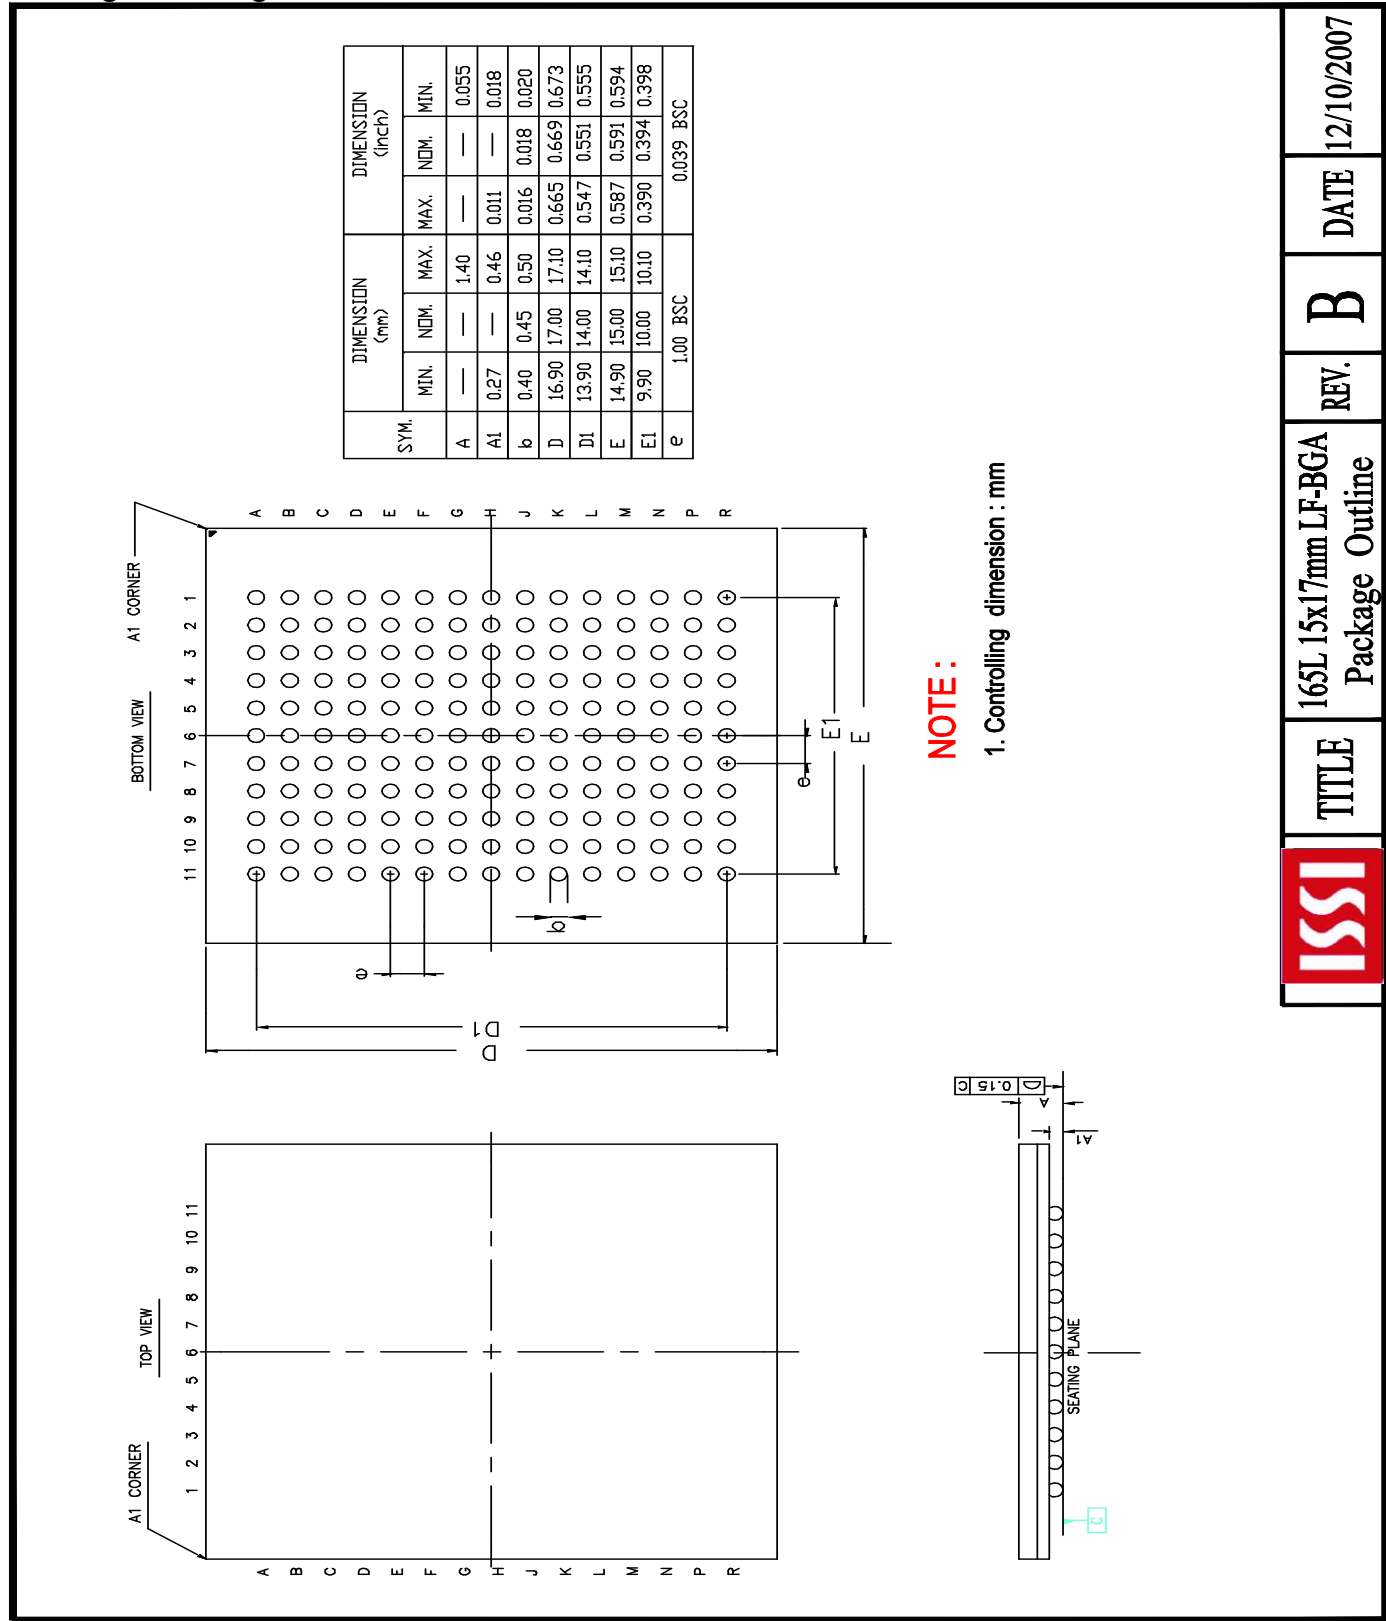 TOP VIEW
A1 CORNER
1 2 3 4 5 6 7 8 9 10 11
A
B
C
D
E
F
G
H
J
K
L
M
N
P
R
BOTTOM VIEW
A1 CORNER
11 10 9 8 7 6 5 4 3 2 1
A
B
C
D
E
F
G
H
J
K
L
M
N
P
R
e
D1
D
b
e
E1
E
SYM.
DIMENSION (mm)
DIMENSION (inch)
MIN. NOM. MAX. MAX. NOM. MIN.
A — — 1.40 — — 0.055
A1 0.27 — 0.46 0.011 — 0.018
b 0.40 0.45 0.50 0.016 0.018 0.020
D 16.90 17.00 17.10 0.665 0.669 0.673
D1 13.90 14.00 14.10 0.547 0.551 0.555
E 14.90 15.00 15.10 0.587 0.591 0.594
E1 9.90 10.00 10.10 0.390 0.394 0.398
e 1.00 BSC 0.039 BSC
NOTE :
1. Controlling dimension : mm
D 0.15 C
A
A1
SEATING PLANE
C
ISSI
TITLE
165L 15x17mm LF-BGA
Package Outline
REV.
B
DATE
12/10/2007